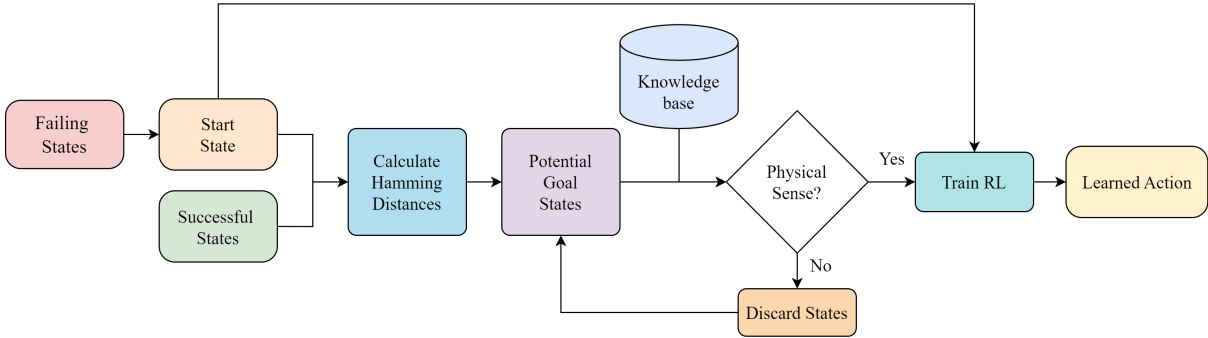 Failing
States
Start
State
Successful
States
Calculate
Hamming
Distances
Potential
Goal
States
Knowledge
base
Physical
Sense?
Yes
No
Discard States
Train RL
Learned Action